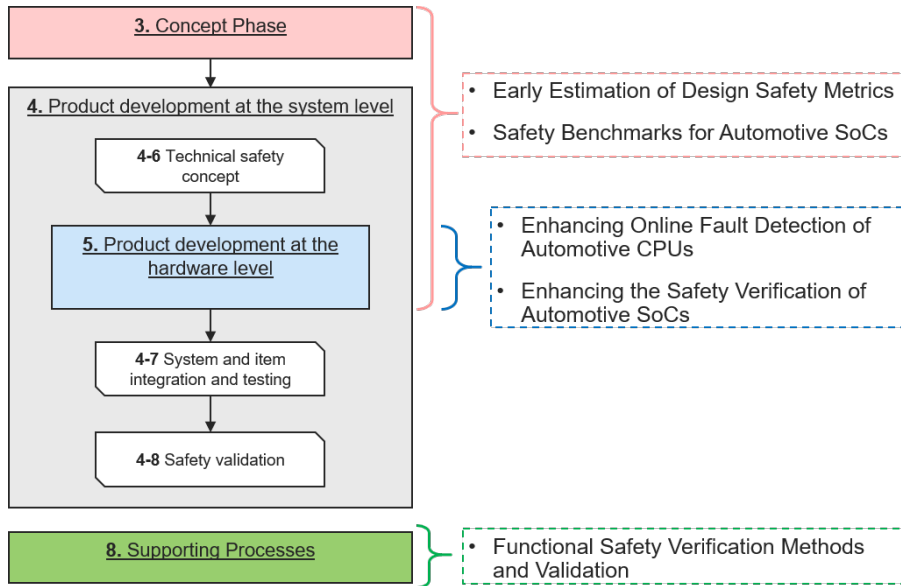 3. Concept Phase
4. Product development at the system level
4-6 Technical safety
concept
5. Product development at the
hardware level
4-7 System and item
integration and testing
4-8 Safety validation
8. Supporting Processes
• Early Estimation of Design Safety Metrics
• Safety Benchmarks for Automotive SoCs
• Enhancing Online Fault Detection of
Automotive CPUs
• Enhancing the Safety Verification of
Automotive SoCs
• Functional Safety Verification Methods
and Validation